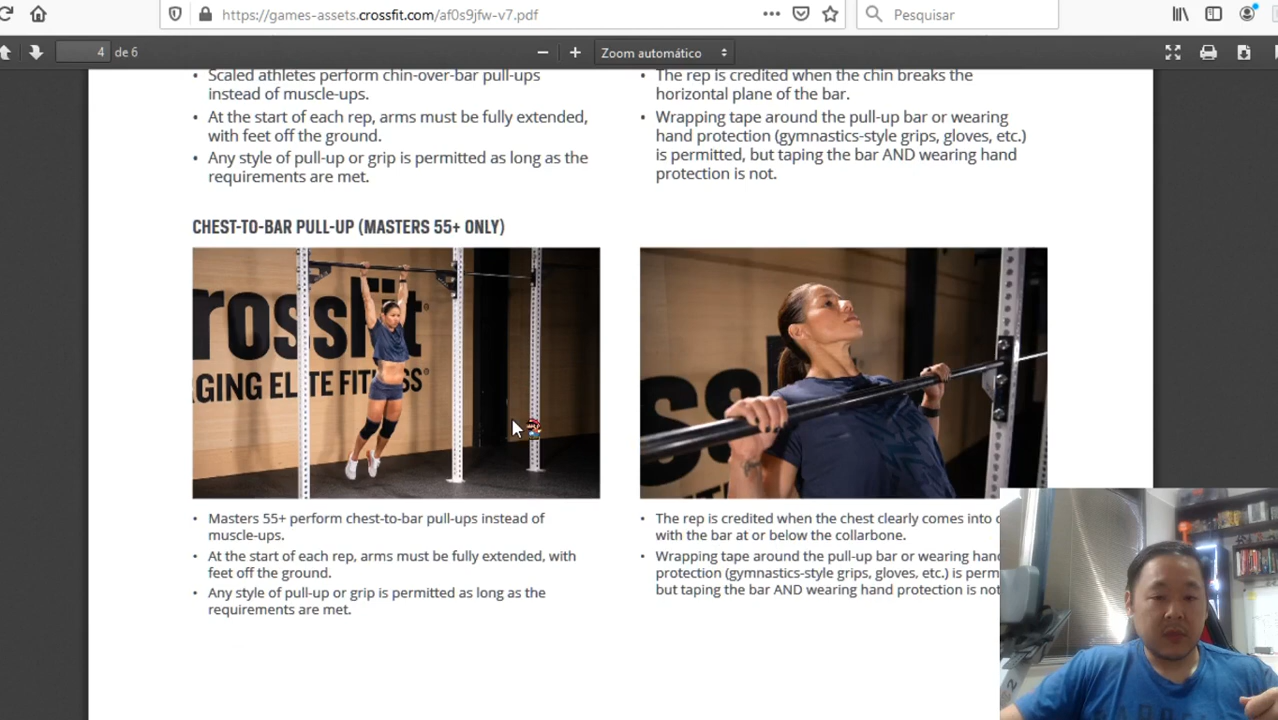 https://games-assets.crossfit.com/af0s9jfw-v7.pdf
Pesquisar
4 de 6
Zoom automático
• Scaled athletes perform chin-over-bar pull-ups
instead of muscle-ups.
• At the start of each rep, arms must be fully extended,
with feet off the ground.
• Any style of pull-up or grip is permitted as long as the
requirements are met.
• The rep is credited when the chin breaks the
horizontal plane of the bar.
• Wrapping tape around the pull-up bar or wearing
hand protection (gymnastics-style grips, gloves, etc.)
is permitted, but taping the bar AND wearing hand
protection is not.
CHEST-TO-BAR PULL-UP (MASTERS 55+ ONLY)
rossFit
RGING ELITE FITNESS
• Masters 55+ perform chest-to-bar pull-ups instead of
muscle-ups.
• At the start of each rep, arms must be fully extended, with
feet off the ground.
• Any style of pull-up or grip is permitted as long as the
requirements are met.
• The rep is credited when the chest clearly comes into
with the bar at or below the collarbone.
• Wrapping tape around the pull-up bar or wearing
protection (gymnastics-style grips, gloves, etc.) is
but taping the bar AND wearing hand protection is not